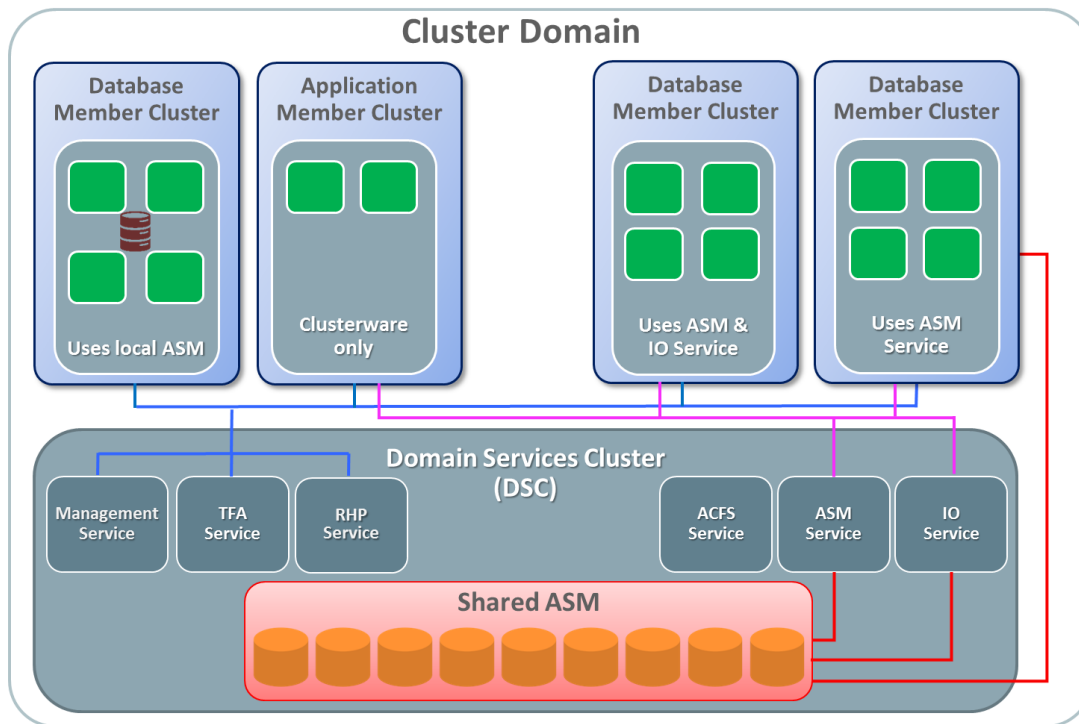 Cluster Domain
Database
Member Cluster
Uses local ASM
Application
Member Cluster
Clusterware
only
Database
Member Cluster
Uses ASM &
IO Service
Database
Member Cluster
Uses ASM
Service
Domain Services Cluster
(DSC)
Management
Service
TFA
Service
RHP
Service
ACFS
Service
ASM
Service
IO
Service
Shared ASM